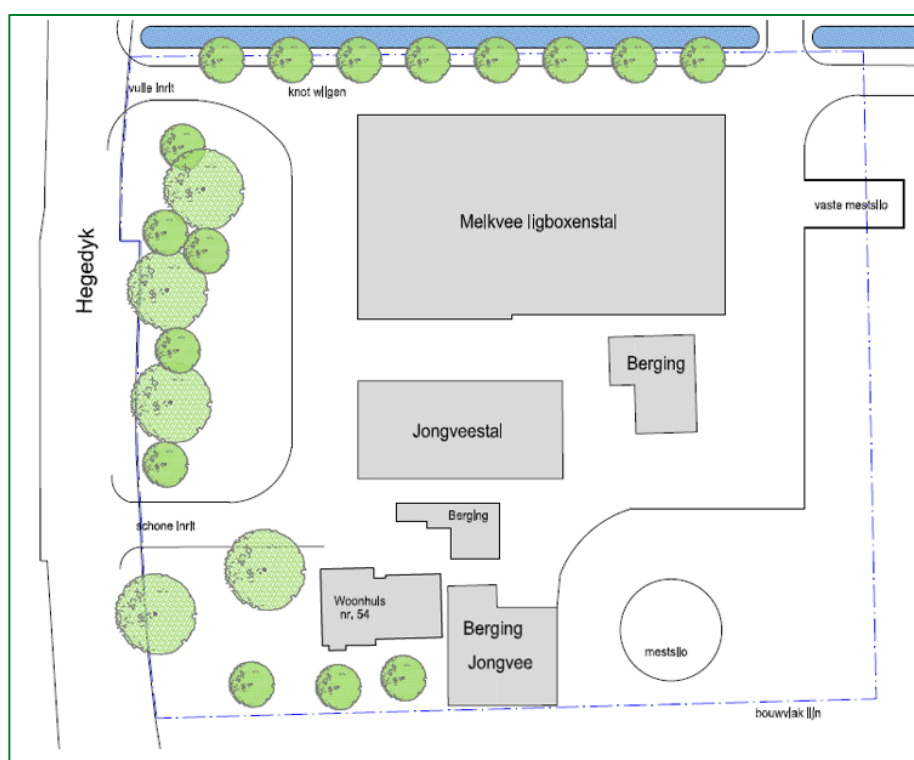 vuile inrit
knot wilgen
Melkvee ligboxenstal
vaste mestsilo
Hegedyk
Berging
Jongveestal
Berging
schone inrit
Woonhuis
nr. 54
Berging
Jongvee
mestsilo
bouwvlak lijn